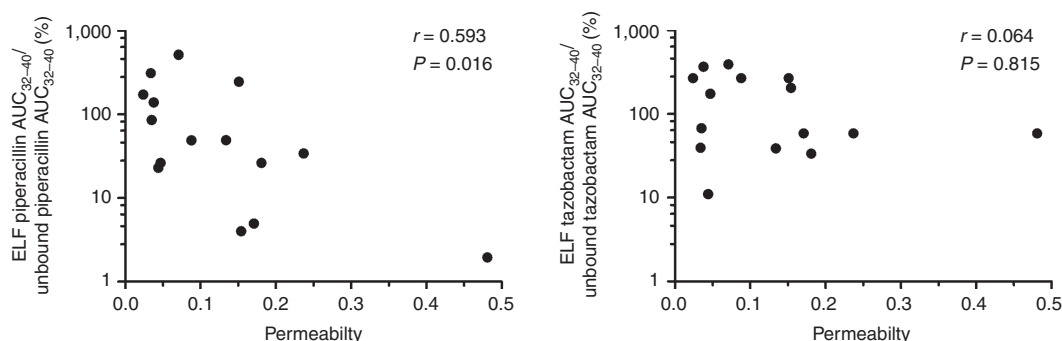 ELF piperacillin AUC32–40/
unbound piperacillin AUC32–40 (%)
1,000
100
10
1
r = 0.593
P = 0.016
0.0 0.1 0.2 0.3 0.4 0.5
Permeabilty
ELF tazobactam AUC32–40/
unbound tazobactam AUC32–40 (%)
1,000
100
10
1
r = 0.064
P = 0.815
0.0 0.1 0.2 0.3 0.4 0.5
Permeabilty